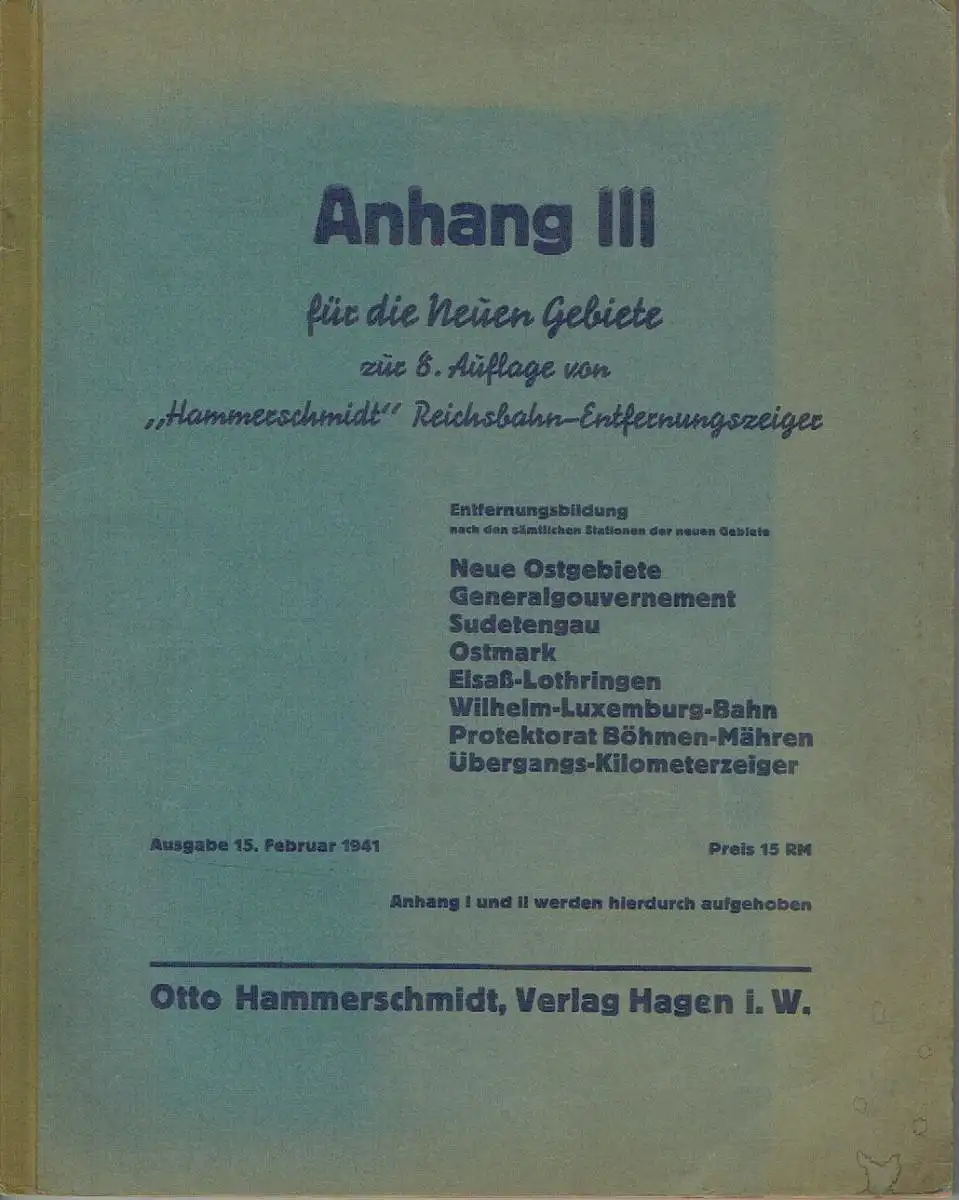 Anhang III
für die Neuen Gebiete
zur 8. Auflage von
„Hammerschmidt“ Reichsbahn-Entfernungszeiger
Entfernungsbildung
nach den sämtlichen Stationen der neuen Gebiete
Neue Ostgebiete
Generalgouvernement
Sudetengau
Ostmark
Elsaß-Lothringen
Wilhelm-Luxemburg-Bahn
Protektorat Böhmen-Mähren
Übergangs-Kilometerzeiger
Ausgabe 15. Februar 1941
Preis 15 RM
Anhang I und II werden hierdurch aufgehoben
Otto Hammerschmidt, Verlag Hagen i. W.